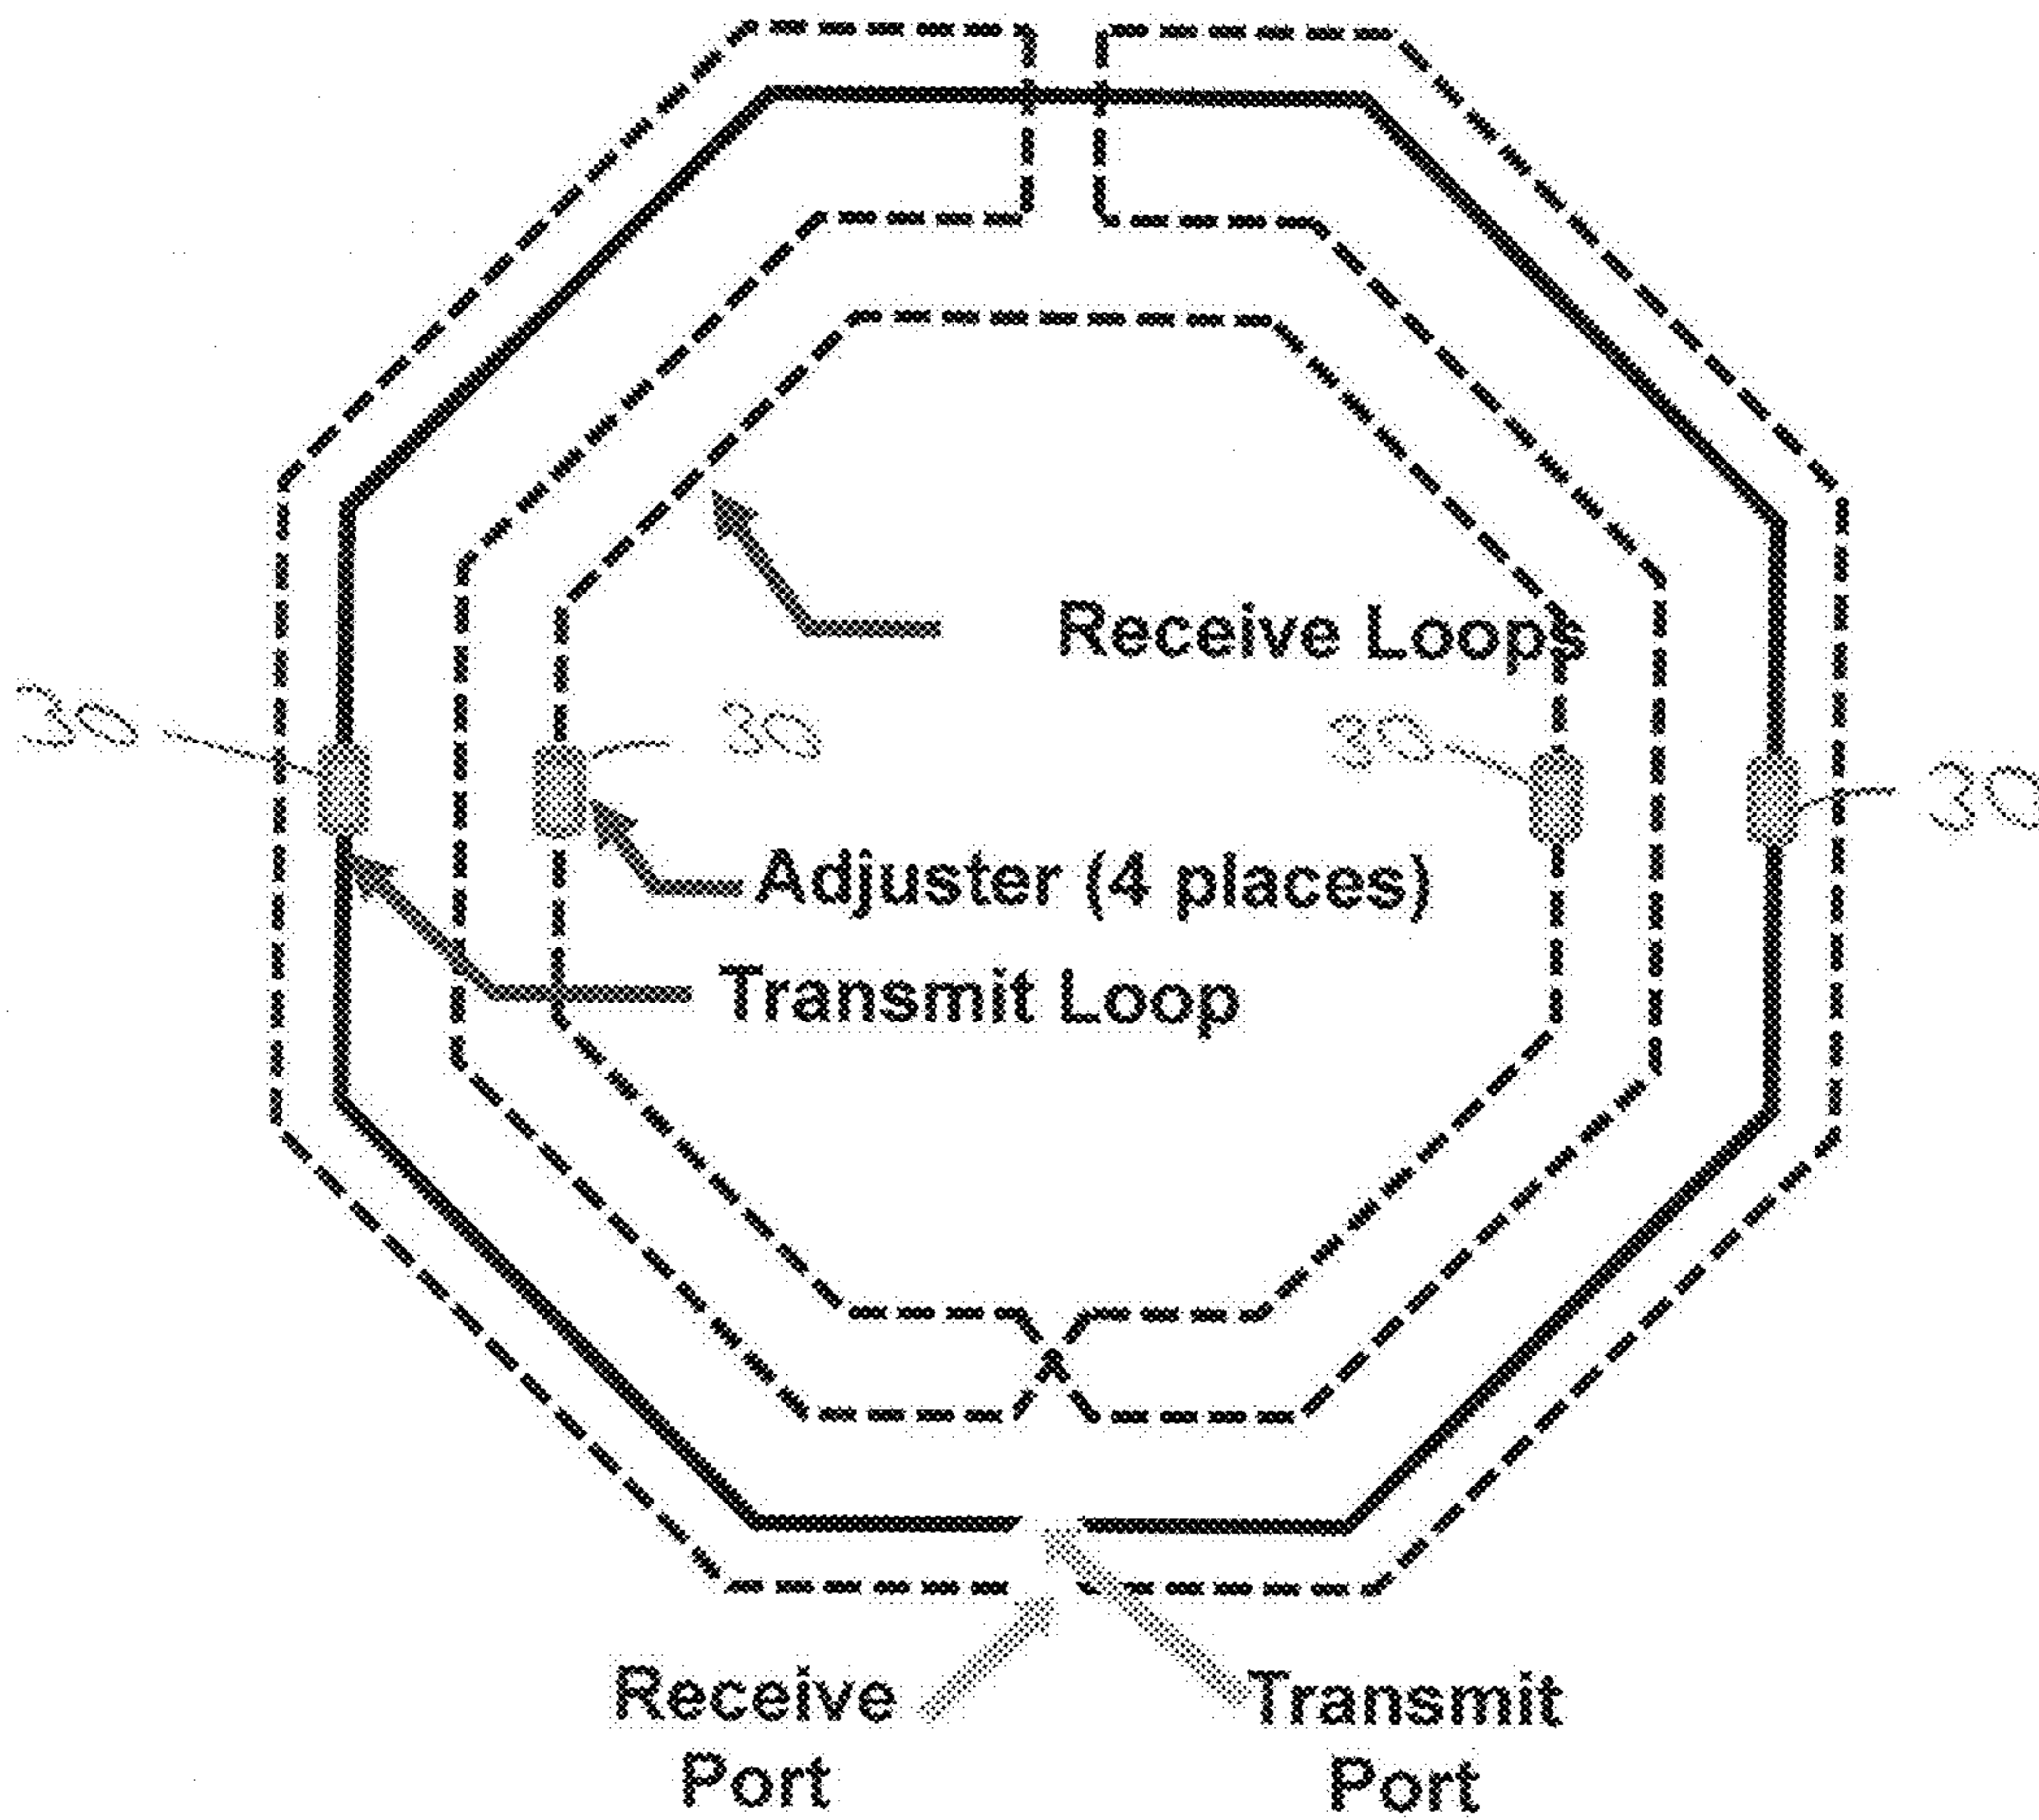 Receive Loops
30
30
30
30
Adjuster (4 places)
Transmit Loop
Receive
Port
Transmit
Port